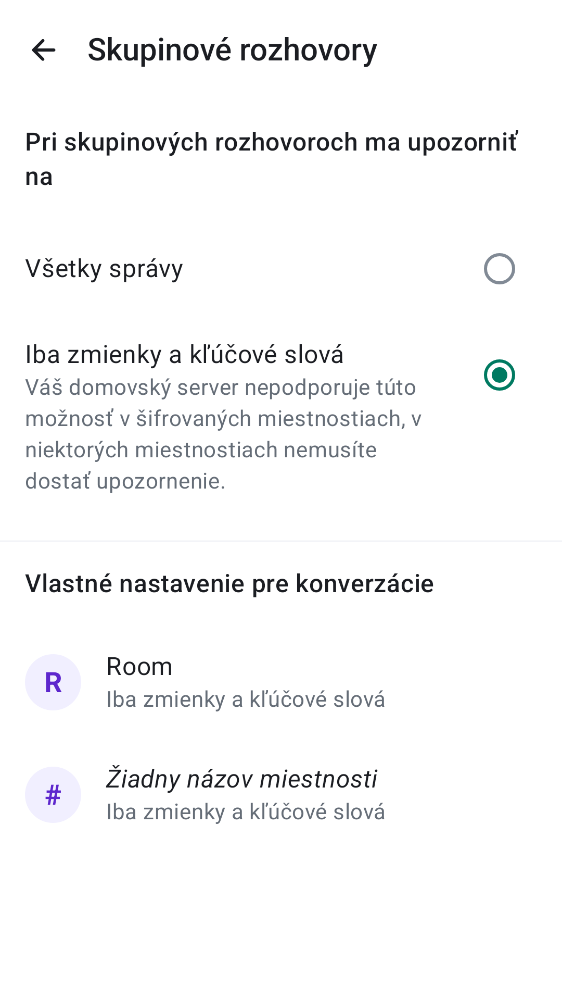 Skupinové rozhovory
Pri skupinových rozhovoroch ma upozorniť
na
Všetky správy
Iba zmienky a kľúčové slová
Váš domovský server nepodporuje túto
možnosť v šifrovaných miestnostiach, v
niektorých miestnostiach nemusíte
dostať upozornenie.
Vlastné nastavenie pre konverzácie
R
Room
Iba zmienky a kľúčové slová
#
Žiadny názov miestnosti
Iba zmienky a kľúčové slová